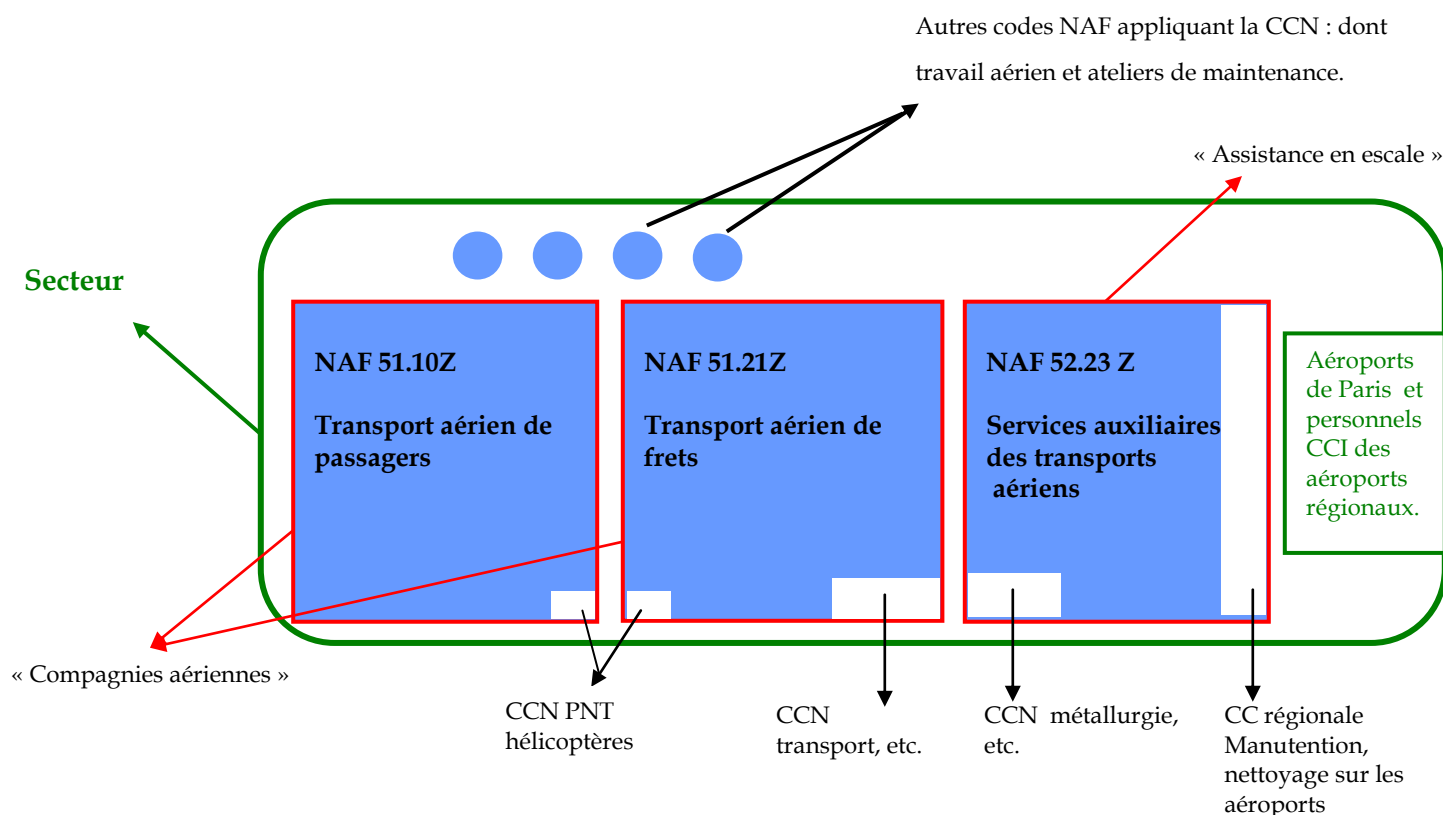 Autres codes NAF appliquant la CCN : dont
travail aérien et ateliers de maintenance.
« Assistance en escale »
Secteur
NAF 51.10Z
Transport aérien de
passagers
NAF 51.21Z
Transport aérien de
frets
NAF 52.23 Z
Services auxiliaires
des transports
aériens
Aéroports
de Paris et
personnels
CCI des
aéroports
régionaux.
« Compagnies aériennes »
CCN PNT
hélicoptères
CCN
transport, etc.
CCN métallurgie,
etc.
CC régionale
Manutention,
nettoyage sur les
aéroports